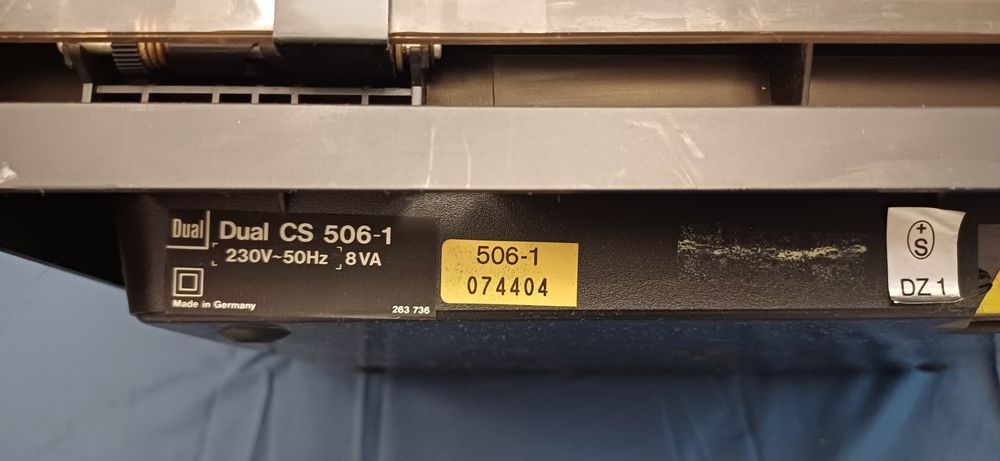 Dual Dual CS 506-1
230V~50Hz 8VA
Made in Germany
263 736
506-1
074404
+
S
DZ 1